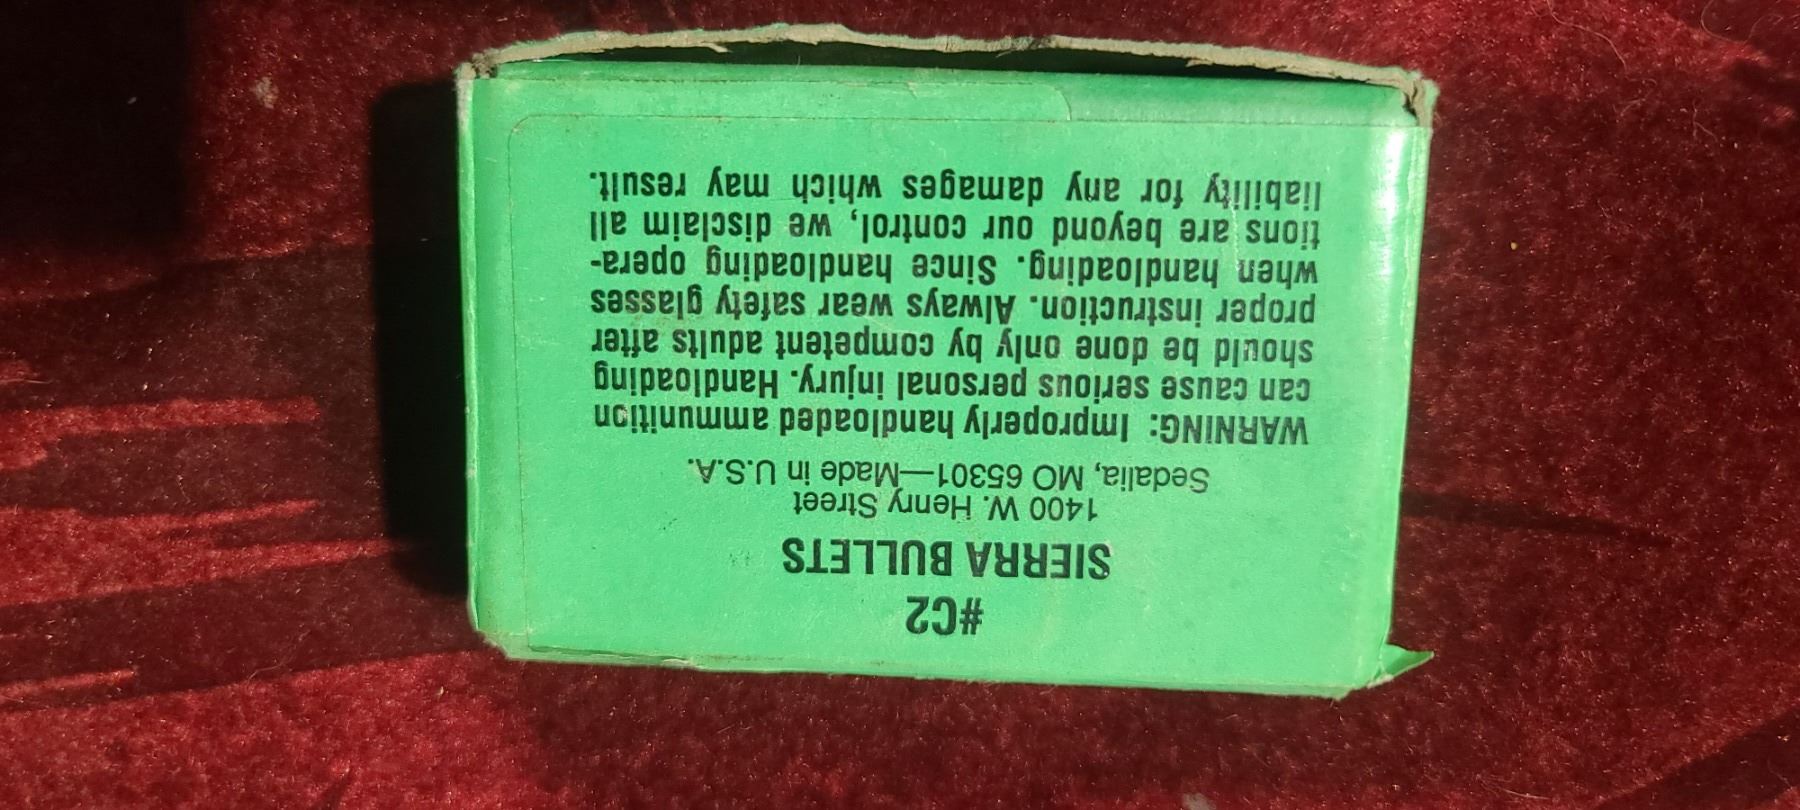 #C2
SIERRA BULLETS
1400 W. Henry Street
Sedalia, MO 65301—Made in U.S.A.
WARNING: Improperly handloaded ammunition
can cause serious personal injury. Handloading
should be done only by competent adults after
proper instruction. Always wear safety glasses
when handloading. Since handloading opera-
tions are beyond our control, we disclaim all
liability for any damages which may result.